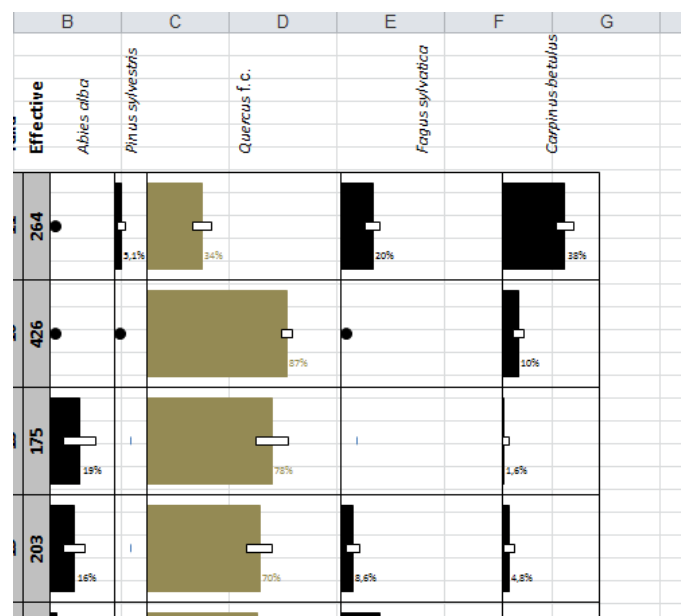 B C D E F G
Effective
Abies alba
Pinus sylvestris
Quercus f.c.
Fagus sylvatica
Carpinus betulus
264
5,1%
34%
20%
38%
426
87%
10%
175
19%
78%
1,6%
203
16%
70%
8,6%
4,8%